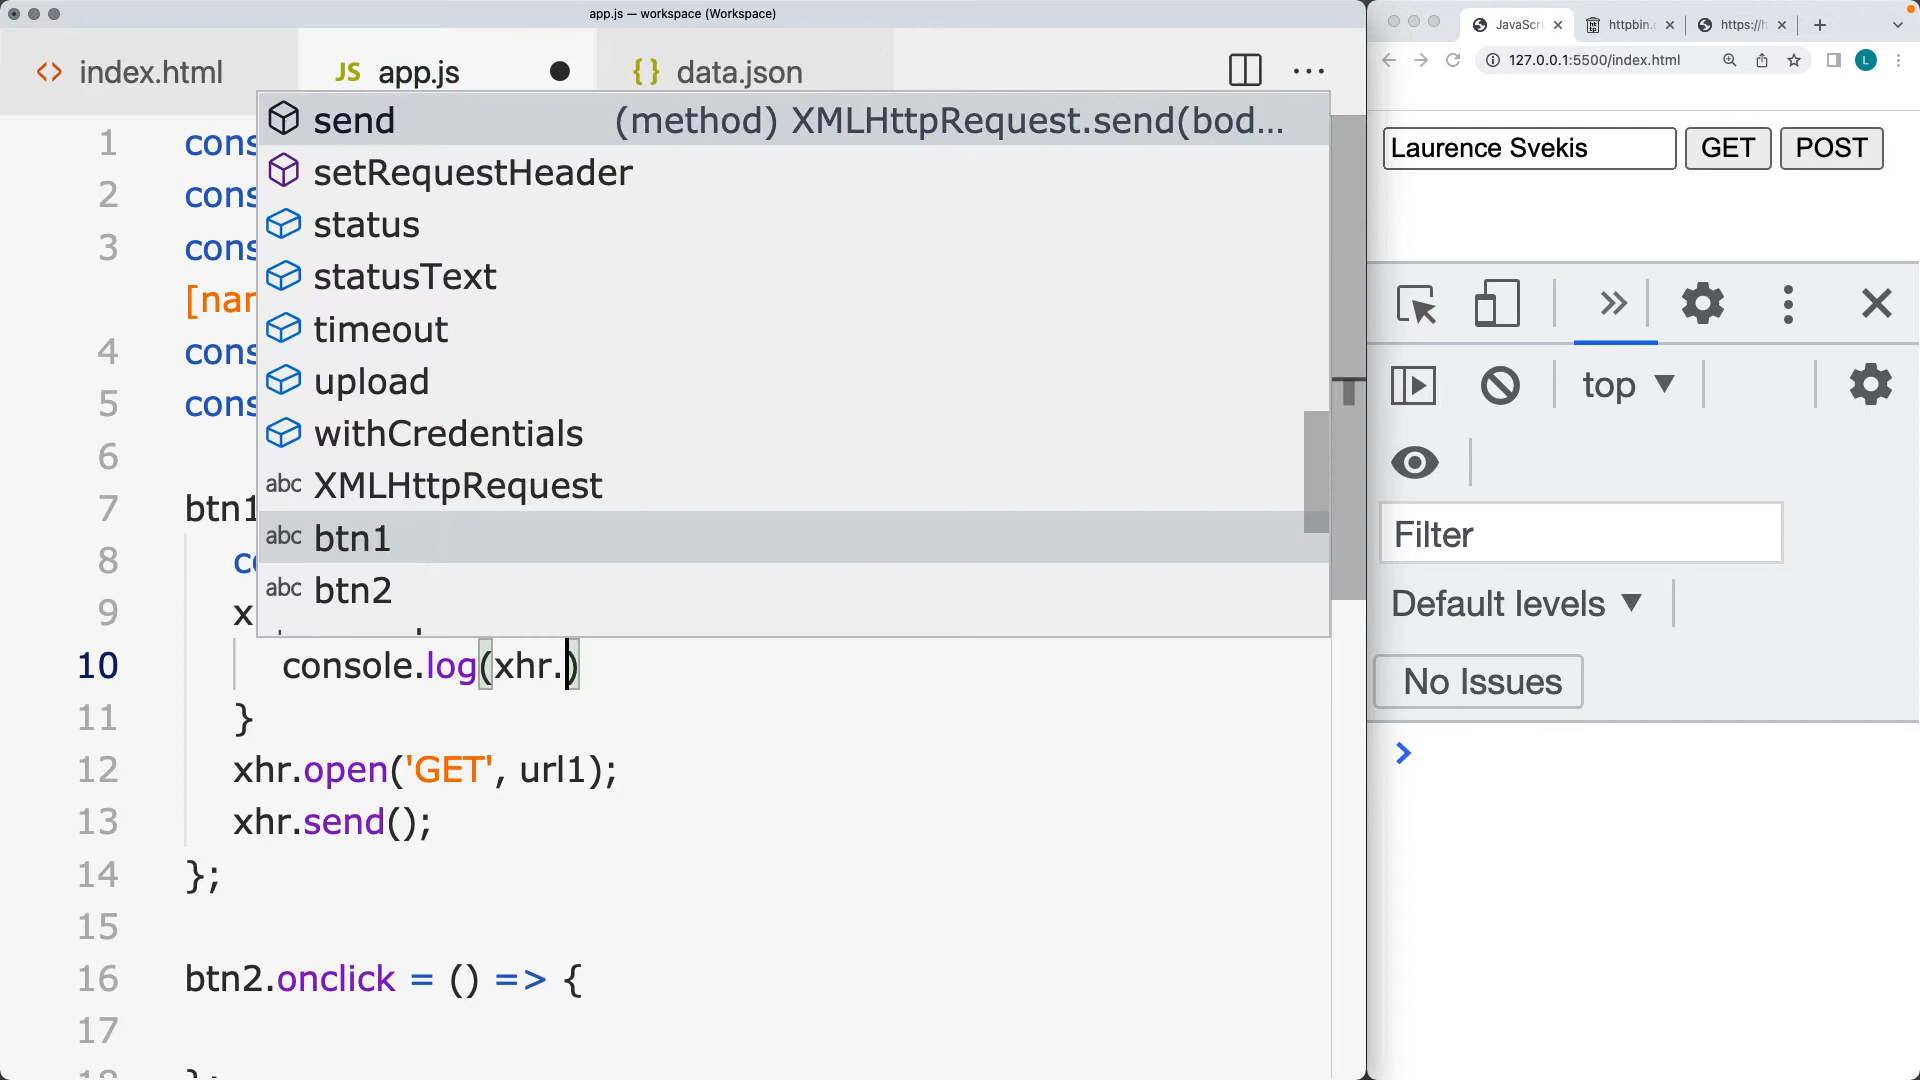 app.js — workspace (Workspace)
index.html
JS app.js
{ } data.json
send (method) XMLHttpRequest.send(bod...
setRequestHeader
status
statusText
timeout
upload
withCredentials
abc XMLHttpRequest
abc btn1
abc btn2
1 cons
2 cons
3 cons
[nar
4 cons
5 cons
6
7 btn1
8 co
9 x
10 console.log(xhr.)
11 }
12 xhr.open('GET', url1);
13 xhr.send();
14 };
15
16 btn2.onclick = () => {
17
18 };
JavaScri
httpbin.
https://h
127.0.0.1:5500/index.html
L
Laurence Svekis GET POST
top
Filter
Default levels
No Issues